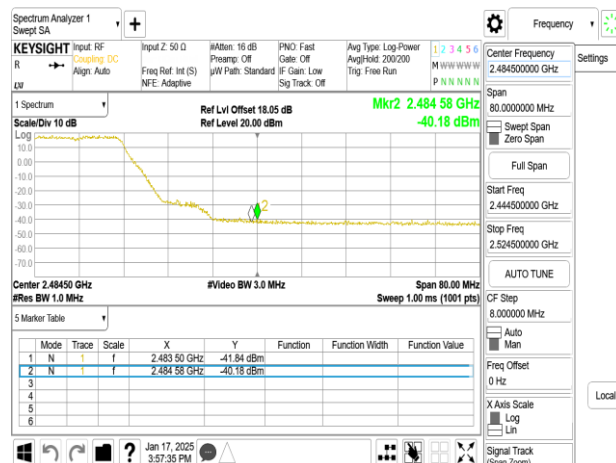 Spectrum Analyzer 1
Swept SA
Frequency
Settings
KEYSIGHT
R
LXI
Input: RF
Coupling: DC
Align: Auto
Input Z: 50 Ω
Freq Ref: Int (S)
NFE: Adaptive
#Atten: 16 dB
Preamp: Off
µW Path: Standard
PNO: Fast
Gate: Off
IF Gain: Low
Sig Track: Off
Avg Type: Log-Power
Avg|Hold: 200/200
Trig: Free Run
1 2 3 4 5 6
M W W W W W
P N N N N N
1 Spectrum
Scale/Div 10 dB
Ref Lvl Offset 18.05 dB
Ref Level 20.00 dBm
Mkr2 2.484 58 GHz
-40.18 dBm
Log
10.0
0.00
-10.0
-20.0
-30.0
-40.0
-50.0
-60.0
-70.0
2
Center 2.48450 GHz
#Res BW 1.0 MHz
#Video BW 3.0 MHz
Span 80.00 MHz
Sweep 1.00 ms (1001 pts)
5 Marker Table
Mode Trace Scale X Y Function Function Width Function Value
1 N 1 f 2.483 50 GHz -41.84 dBm
2 N 1 f 2.484 58 GHz -40.18 dBm
3
4
5
6
Jan 17, 2025
3:57:35 PM
?
Center Frequency
2.484500000 GHz
Span
80.0000000 MHz
Swept Span
Zero Span
Full Span
Start Freq
2.444500000 GHz
Stop Freq
2.524500000 GHz
AUTO TUNE
CF Step
8.000000 MHz
Auto
Man
Freq Offset
0 Hz
X Axis Scale
Log
Lin
Signal Track
(Span Zoom)
Local